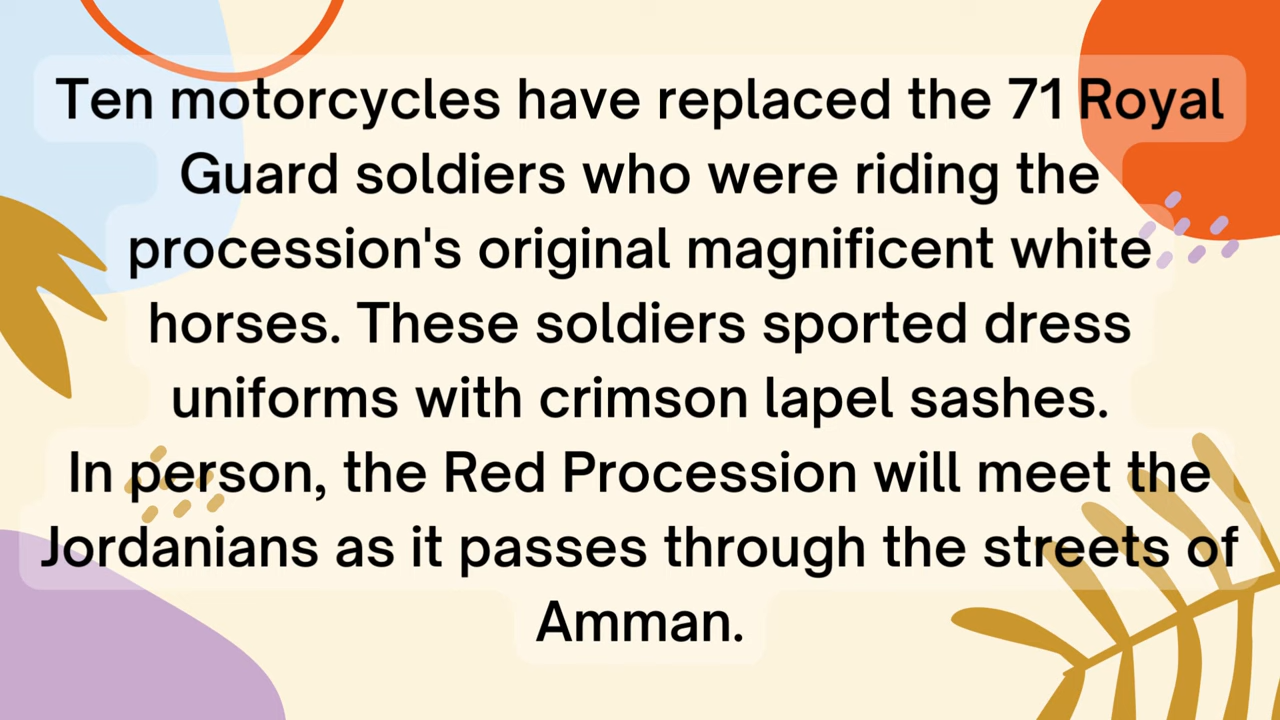 Ten motorcycles have replaced the 71 Royal
Guard soldiers who were riding the
procession's original magnificent white
horses. These soldiers sported dress
uniforms with crimson lapel sashes.
In person, the Red Procession will meet the
Jordanians as it passes through the streets of
Amman.